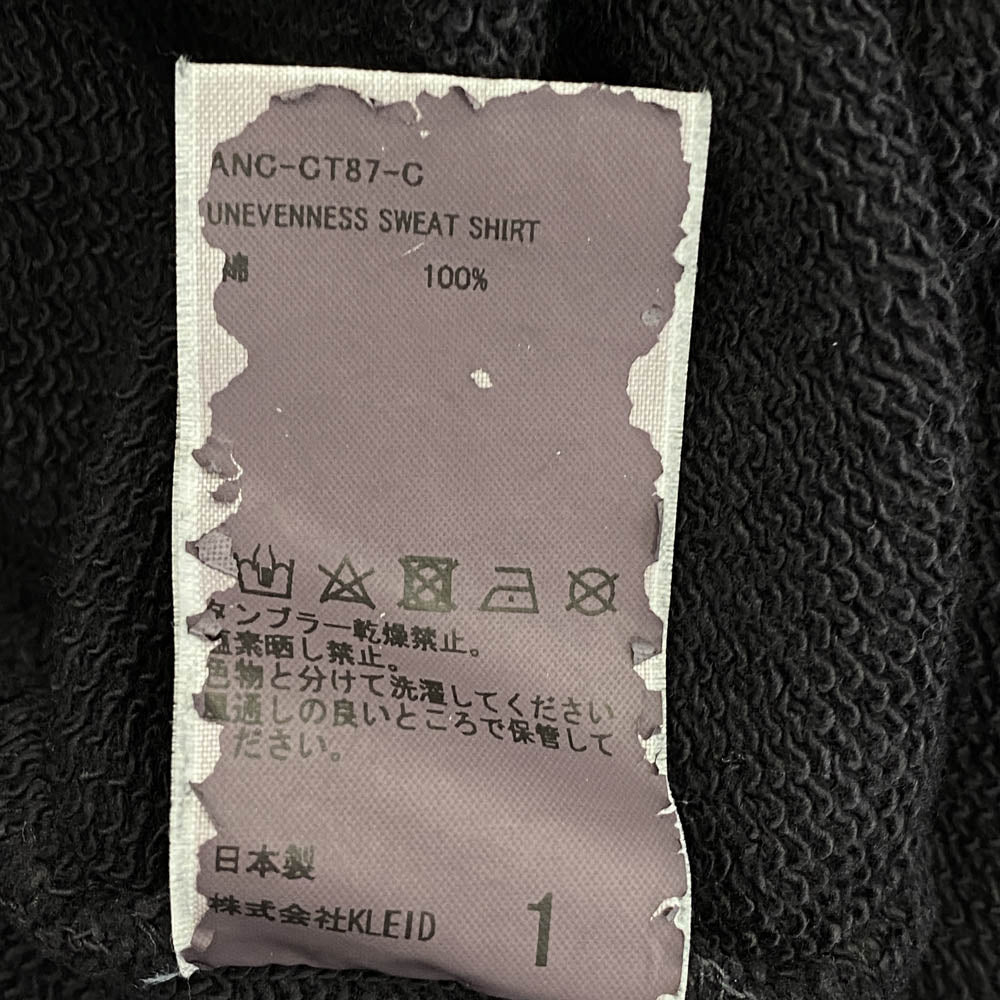 ANC-CT87-C
UNEVENNESS SWEAT SHIRT
綿 100%
タンブラー乾燥禁止。
塩素晒し禁止。
色物と分けて洗濯してください
風通しの良いところで保管して
ださい。
日本製
株式会社KLEID
1